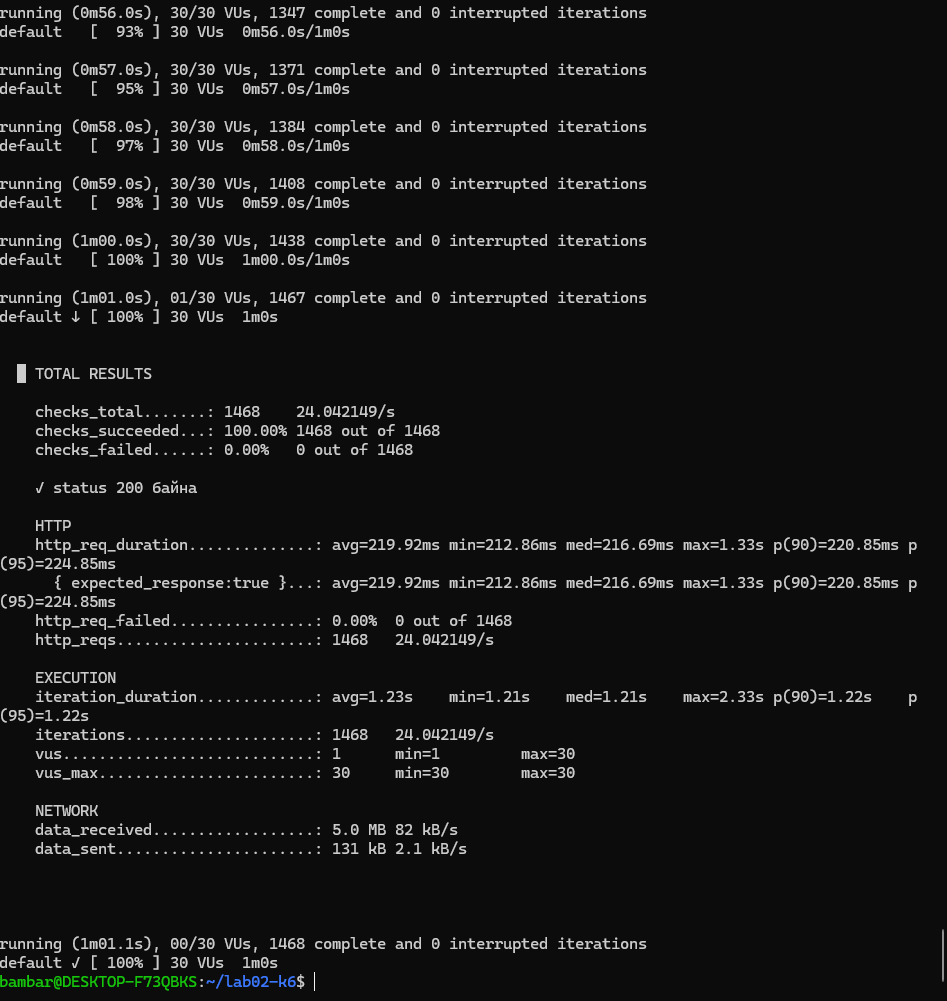 running (0m56.0s), 30/30 VUs, 1347 complete and 0 interrupted iterations
default   [  93% ] 30 VUs  0m56.0s/1m0s
running (0m57.0s), 30/30 VUs, 1371 complete and 0 interrupted iterations
default   [  95% ] 30 VUs  0m57.0s/1m0s
running (0m58.0s), 30/30 VUs, 1384 complete and 0 interrupted iterations
default   [  97% ] 30 VUs  0m58.0s/1m0s
running (0m59.0s), 30/30 VUs, 1408 complete and 0 interrupted iterations
default   [  98% ] 30 VUs  0m59.0s/1m0s
running (1m00.0s), 30/30 VUs, 1438 complete and 0 interrupted iterations
default   [ 100% ] 30 VUs  1m00.0s/1m0s
running (1m01.0s), 01/30 VUs, 1467 complete and 0 interrupted iterations
default ↓ [ 100% ] 30 VUs  1m0s
█ TOTAL RESULTS
checks_total.......: 1468    24.042149/s
checks_succeeded...: 100.00% 1468 out of 1468
checks_failed......: 0.00%   0 out of 1468
✓ status 200 байна
HTTP
http_req_duration..............: avg=219.92ms min=212.86ms med=216.69ms max=1.33s p(90)=220.85ms p
(95)=224.85ms
{ expected_response:true }...: avg=219.92ms min=212.86ms med=216.69ms max=1.33s p(90)=220.85ms p
(95)=224.85ms
http_req_failed................: 0.00%  0 out of 1468
http_reqs......................: 1468   24.042149/s
EXECUTION
iteration_duration.............: avg=1.23s    min=1.21s    med=1.21s    max=2.33s p(90)=1.22s    p
(95)=1.22s
iterations.....................: 1468   24.042149/s
vus............................: 1      min=1         max=30
vus_max........................: 30     min=30        max=30
NETWORK
data_received..................: 5.0 MB 82 kB/s
data_sent......................: 131 kB 2.1 kB/s
running (1m01.1s), 00/30 VUs, 1468 complete and 0 interrupted iterations
default ✓ [ 100% ] 30 VUs  1m0s
bambar@DESKTOP-F73QBKS:~/lab02-k6$